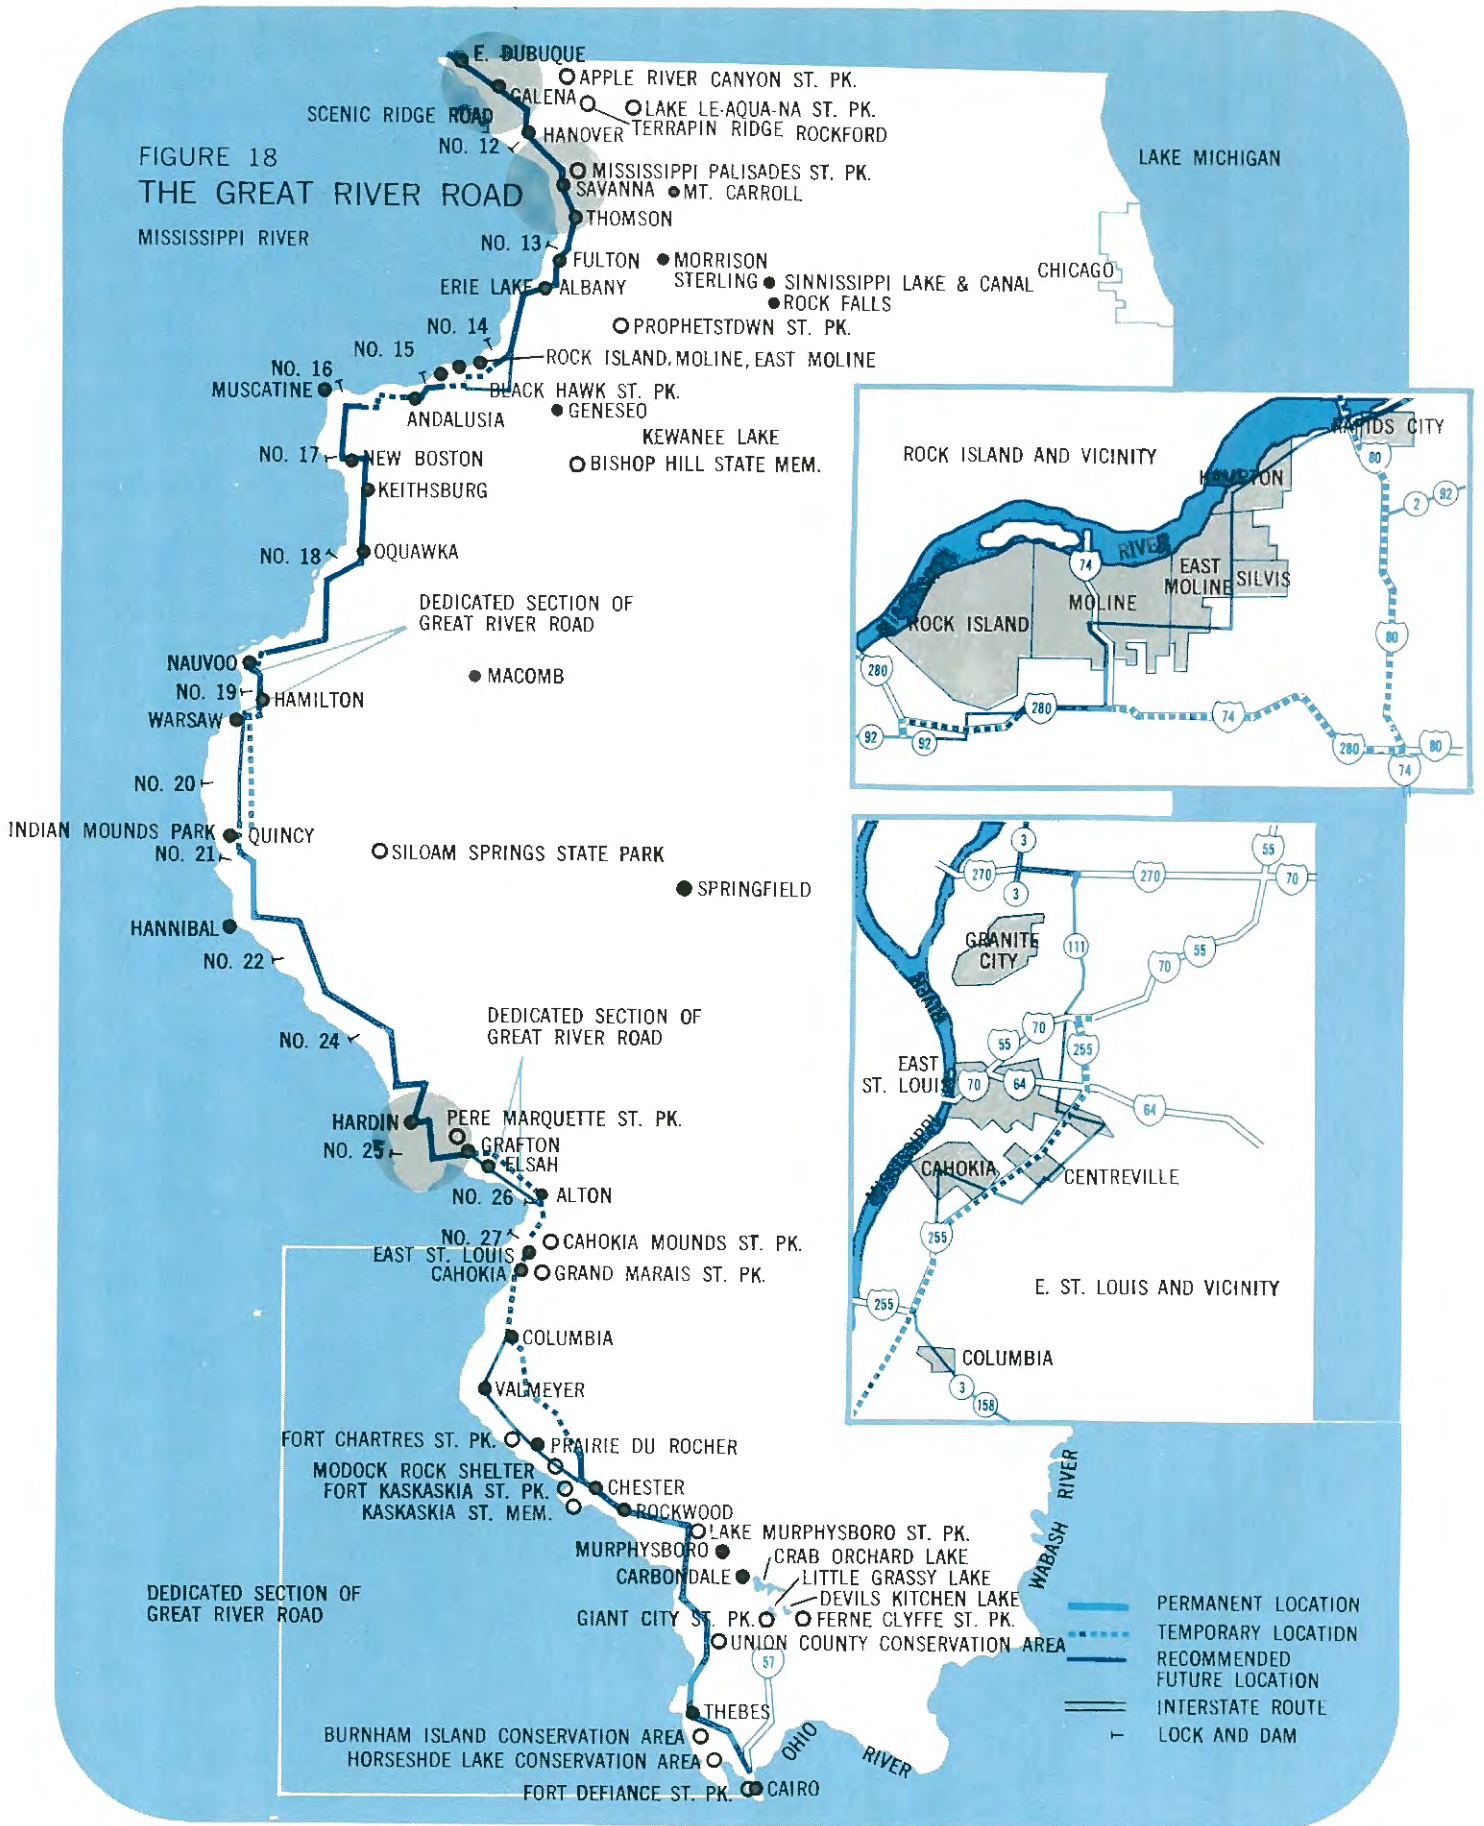 E. DUBUQUE
APPLE RIVER CANYON ST. PK.
GALENA
LAKE LE-AQUA-NA ST. PK.
SCENIC RIDGE ROAD
TERRAPIN RIDGE
ROCKFORD
HANOVER
NO. 12
FIGURE 18
THE GREAT RIVER ROAD
MISSISSIPPI RIVER
LAKE MICHIGAN
MISSISSIPPI PALISADES ST. PK.
SAVANNA
MT. CARROLL
THOMSON
NO. 13
FULTON
MORRISON
STERLING
SINNISSIPPI LAKE & CANAL
CHICAGO
ERIE LAKE
ALBANY
ROCK FALLS
NO. 14
PROPHETSTDWN ST. PK.
NO. 15
ROCK ISLAND, MOLINE, EAST MOLINE
NO. 16
MUSCATINE
BLACK HAWK ST. PK.
ANDALUSIA
GENESEO
KEWANEE LAKE
NO. 17
NEW BOSTON
BISHOP HILL STATE MEM.
KEITHSBURG
NO. 18
OQUAWKA
DEDICATED SECTION OF
GREAT RIVER ROAD
NAUVOO
MACOMB
NO. 19
HAMILTON
WARSAW
NO. 20
INDIAN MOUNDS PARK
QUINCY
NO. 21
SILOAM SPRINGS STATE PARK
SPRINGFIELD
HANNIBAL
NO. 22
DEDICATED SECTION OF
GREAT RIVER ROAD
NO. 24
HARDIN
PERE MARQUETTE ST. PK.
NO. 25
GRAFTON
ELSAH
NO. 26
ALTON
NO. 27
EAST ST. LOUIS
CAHOKIA MOUNDS ST. PK.
CAHOKIA
GRAND MARAIS ST. PK.
COLUMBIA
VALMEYER
FORT CHARTRES ST. PK.
PRAIRIE DU ROCHER
MODOCK ROCK SHELTER
FORT KASKASKIA ST. PK.
CHESTER
KASKASKIA ST. MEM.
ROCKWOOD
LAKE MURPHYSBORO ST. PK.
MURPHYSBORO
CRAB ORCHARD LAKE
CARBONDALE
LITTLE GRASSY LAKE
DEVILS KITCHEN LAKE
GIANT CITY ST. PK.
FERNE CLYFFE ST. PK.
UNION COUNTY CONSERVATION AREA
57
DEDICATED SECTION OF
GREAT RIVER ROAD
THEBES
BURNHAM ISLAND CONSERVATION AREA
HORSESHOE LAKE CONSERVATION AREA
FORT DEFIANCE ST. PK.
CAIRO
OHIO
RIVER
WABASH RIVER
PERMANENT LOCATION
TEMPORARY LOCATIDN
RECOMMENDED
FUTURE LOCATION
INTERSTATE ROUTE
LOCK AND DAM
ROCK ISLAND AND VICINITY
RAPIDS CITY
80
HAMPTON
2
92
RIVER
74
EAST
MOLINE
SILVIS
MOLINE
ROCK ISLAND
80
280
280
74
92
92
280
80
74
3
55
270
3
270
70
GRANITE
CITY
111
55
70
RIVER
70
55
255
EAST
ST. LOUIS
70
64
64
MISSISSIPPI
CAHOKIA
CENTREVILLE
255
E. ST. LOUIS AND VICINITY
255
COLUMBIA
3
158